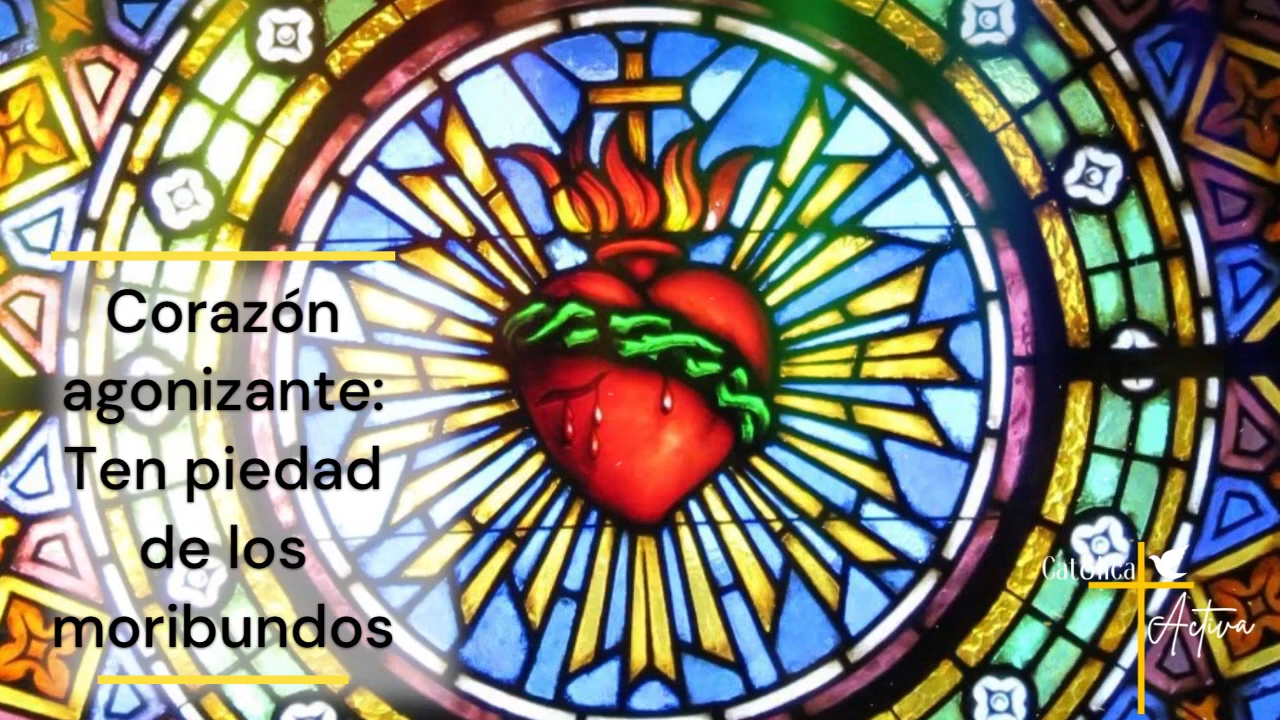 Corazón
agonizante:
Ten piedad
de los
moribundos
Católica
Activa